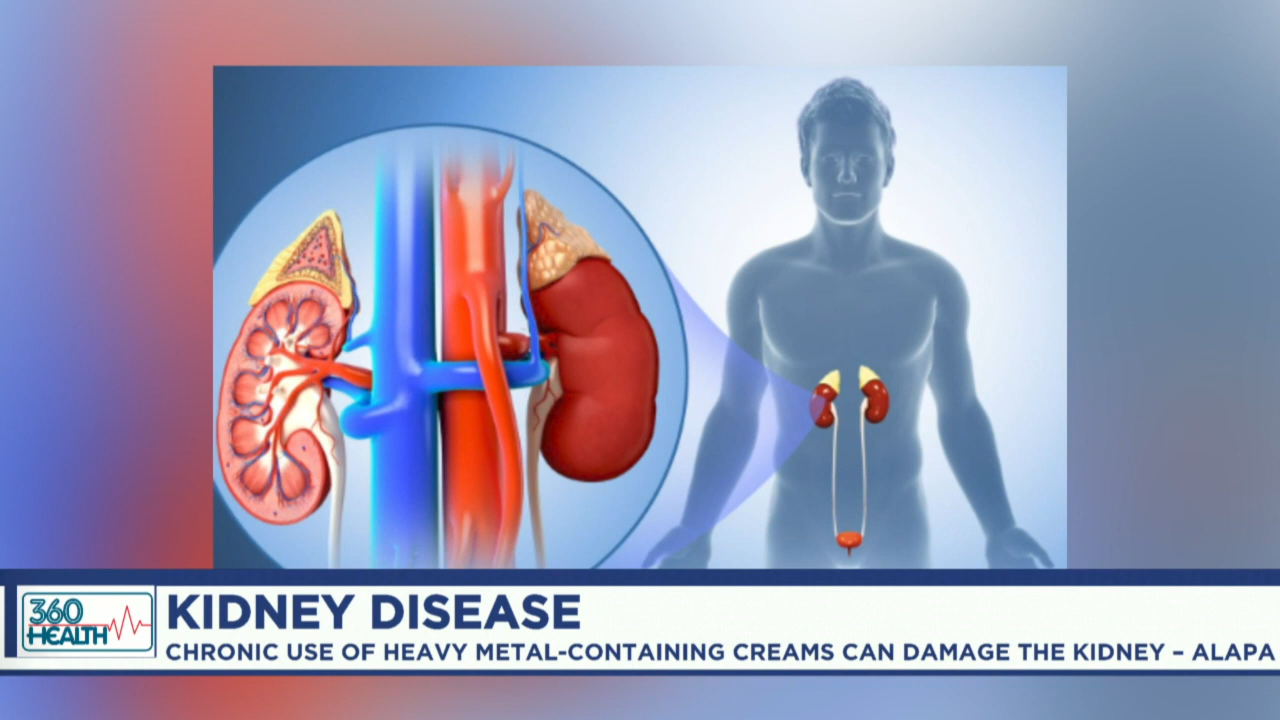 360
HEALTH
KIDNEY DISEASE
CHRONIC USE OF HEAVY METAL-CONTAINING CREAMS CAN DAMAGE THE KIDNEY – ALAPA